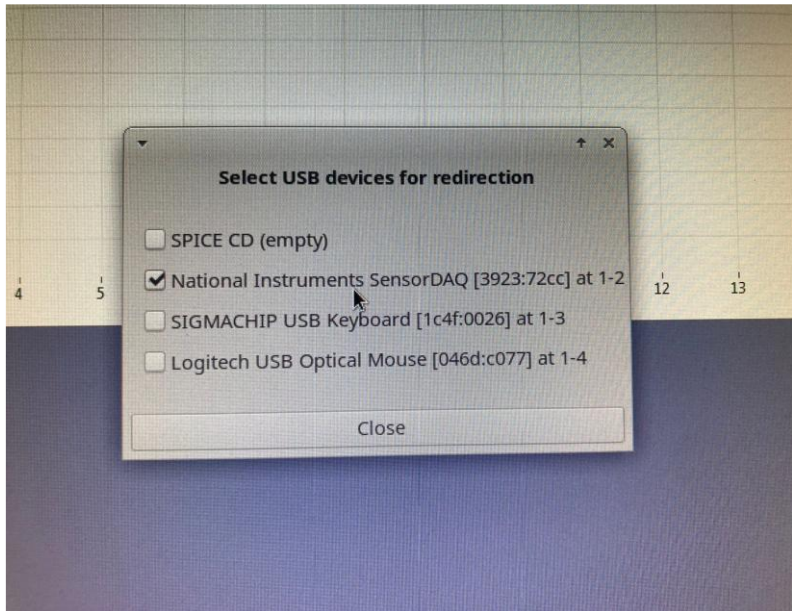 Select USB devices for redirection
SPICE CD (empty)
National Instruments SensorDAQ [3923:72cc] at 1-2
SIGMACHIP USB Keyboard [1c4f:0026] at 1-3
Logitech USB Optical Mouse [046d:c077] at 1-4
Close
4 5 12 13